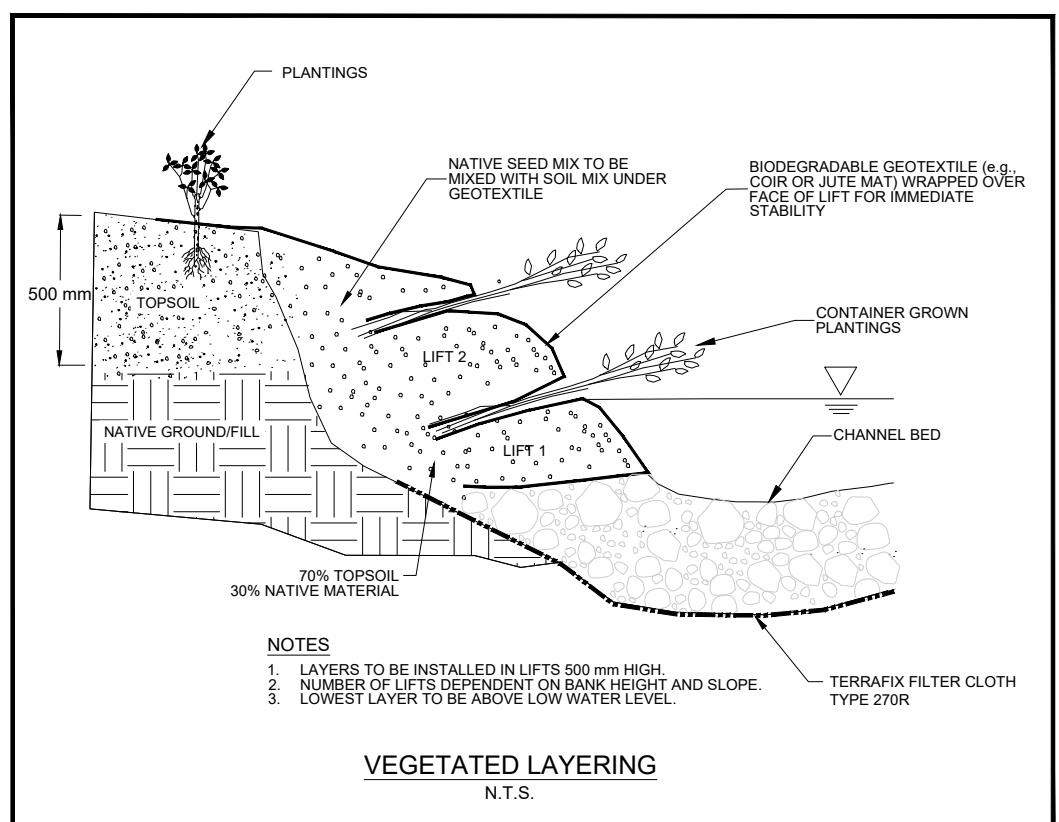 PLANTINGS
NATIVE SEED MIX TO BE
MIXED WITH SOIL MIX UNDER
GEOTEXTILE
BIODEGRADABLE GEOTEXTILE (e.g.,
COIR OR JUTE MAT) WRAPPED OVER
FACE OF LIFT FOR IMMEDIATE
STABILITY
500 mm
TOPSOIL
CONTAINER GROWN
PLANTINGS
LIFT 2
NATIVE GROUND/FILL
CHANNEL BED
LIFT 1
70% TOPSOIL
30% NATIVE MATERIAL
TERRAFIX FILTER CLOTH
TYPE 270R
NOTES
1. LAYERS TO BE INSTALLED IN LIFTS 500 mm HIGH.
2. NUMBER OF LIFTS DEPENDENT ON BANK HEIGHT AND SLOPE.
3. LOWEST LAYER TO BE ABOVE LOW WATER LEVEL.
VEGETATED LAYERING
N.T.S.